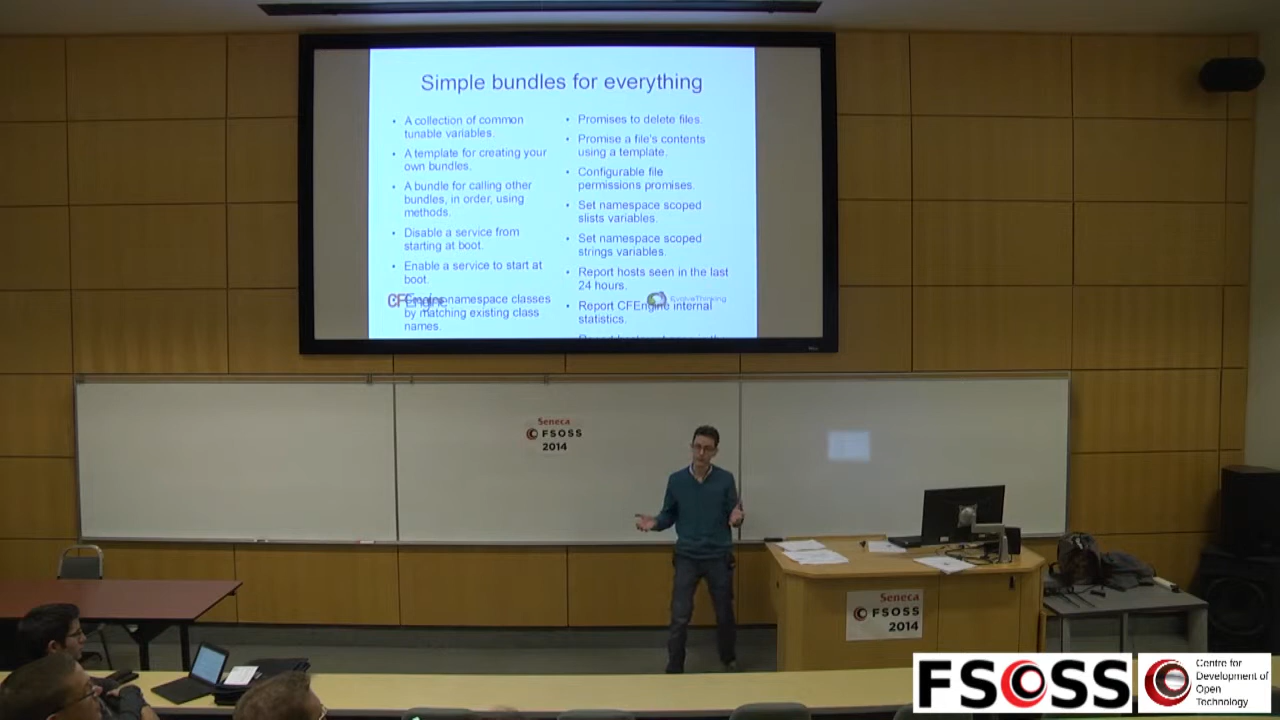 Simple bundles for everything
• A collection of common
tunable variables.
• A template for creating your
own bundles.
• A bundle for calling other
bundles, in order, using
methods.
• Disable a service from
starting at boot.
• Enable a service to start at
boot.
namespace classes
by matching existing class
names.
CFEngine
• Promises to delete files.
• Promise a file's contents
using a template.
• Configurable file
permissions promises.
• Set namespace scoped
slists variables.
• Set namespace scoped
strings variables.
• Report hosts seen in the last
24 hours.
• Report CFEngine internal
statistics.
EvolveThinking
Seneca
FSOSS
2014
Seneca
FSOSS
2014
FSOSS
Centre for
Development of
Open
Technology